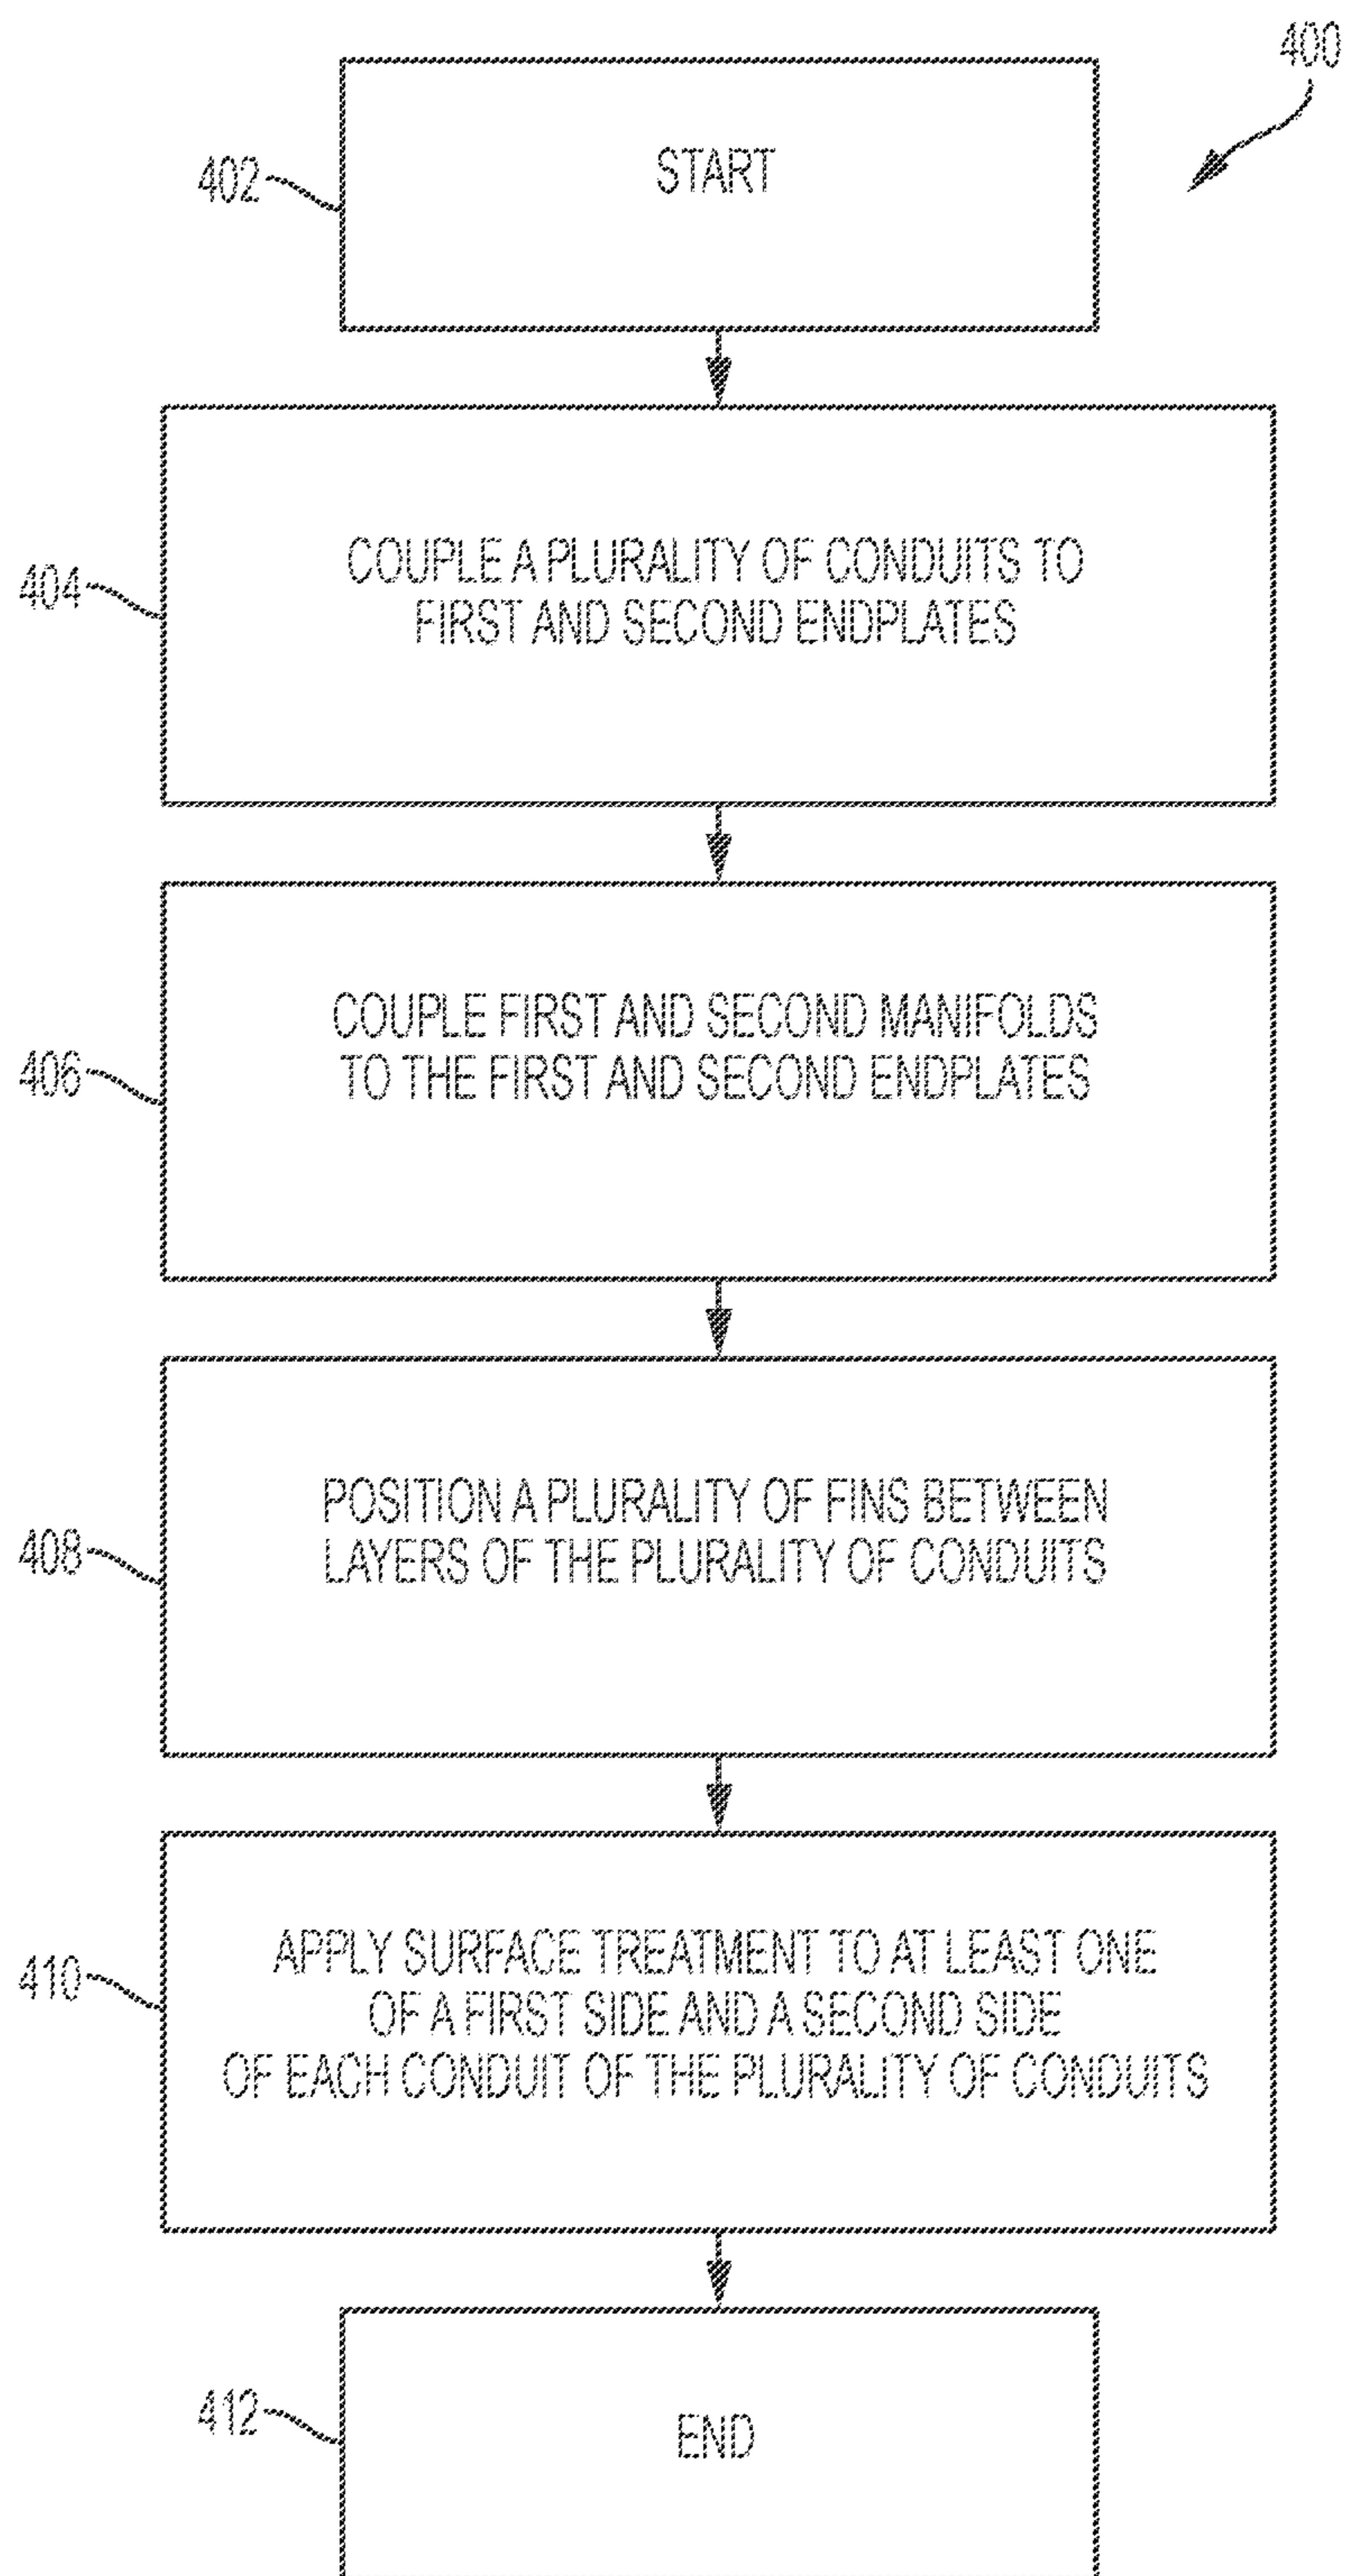 400
402
START
404
COUPLE A PLURALITY OF CONDUITS TO
FIRST AND SECOND ENDPLATES
406
COUPLE FIRST AND SECOND MANIFOLDS
TO THE FIRST AND SECOND ENDPLATES
408
POSITION A PLURALITY OF FINS BETWEEN
LAYERS OF THE PLURALITY OF CONDUITS
410
APPLY SURFACE TREATMENT TO AT LEAST ONE
OF A FIRST SIDE AND A SECOND SIDE
OF EACH CONDUIT OF THE PLURALITY OF CONDUITS
412
END